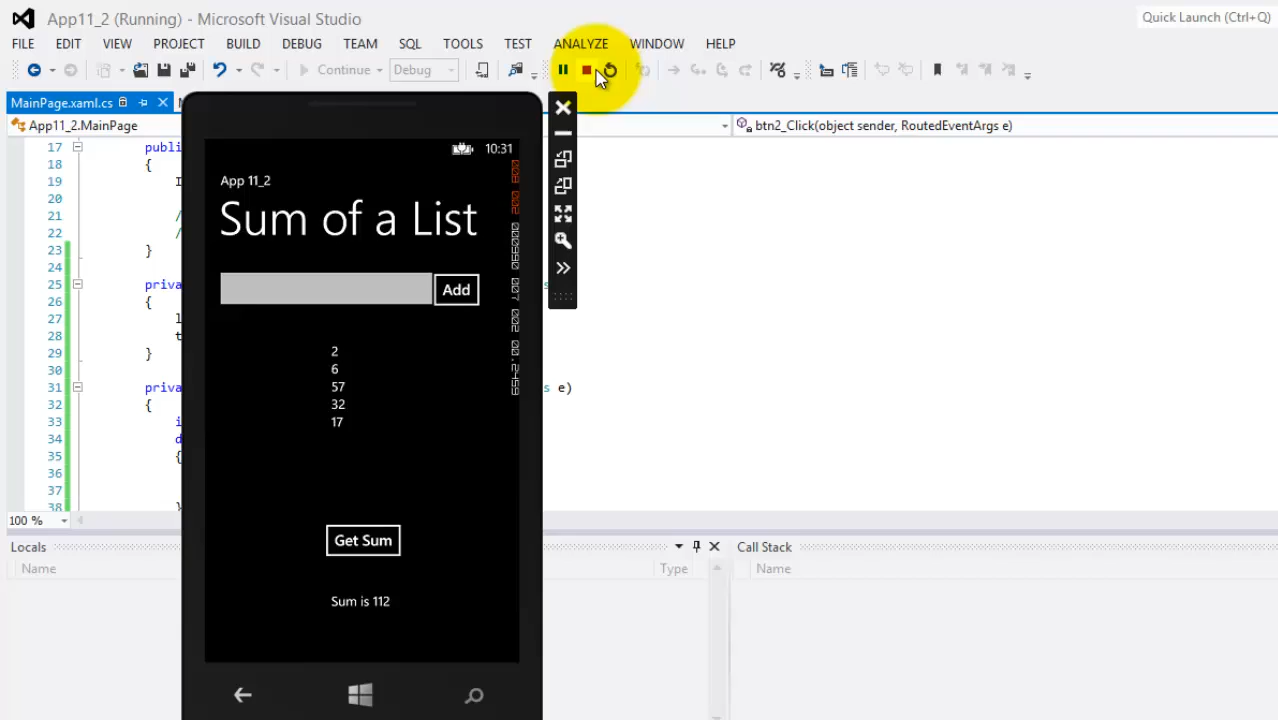 App11_2 (Running) - Microsoft Visual Studio
Quick Launch (Ctrl+Q)
FILE EDIT VIEW PROJECT BUILD DEBUG TEAM SQL TOOLS TEST ANALYZE WINDOW HELP
Continue Debug
MainPage.xaml.cs
App11_2.MainPage
btn2_Click(object sender, RoutedEventArgs e)
17 publi
18 {
19 I
20
21 /
22 /
23 }
24
25 priva s
26 {
27 l
28 t
29 }
30
31 priva s e)
32 {
33 i
34 d
35 {
36
37
38 }
100 %
10:31
App 11_2
Sum of a List
Add
2
6
57
32
17
Get Sum
Sum is 112
Locals
Name Type
Call Stack
Name